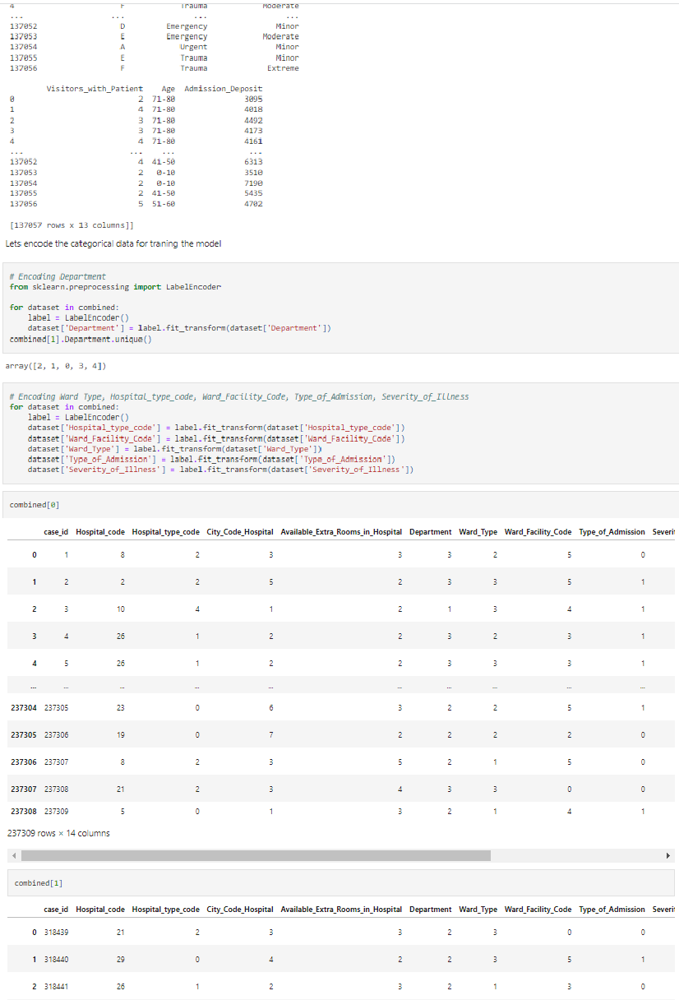 4 F Trauma Moderate
... ... ... ...
137052 D Emergency Minor
137053 E Emergency Moderate
137054 A Urgent Minor
137055 E Trauma Minor
137056 F Trauma Extreme
Visitors_with_Patient Age Admission_Deposit
0 2 71-80 3095
1 4 71-80 4018
2 3 71-80 4492
3 3 71-80 4173
4 4 71-80 4161
... ... ... ...
137052 4 41-50 6313
137053 2 0-10 3510
137054 2 0-10 7190
137055 2 41-50 5435
137056 5 51-60 4702
[137057 rows x 13 columns]]
Lets encode the categorical data for traning the model
# Encoding Department
from sklearn.preprocessing import LabelEncoder
for dataset in combined:
label = LabelEncoder()
dataset['Department'] = label.fit_transform(dataset['Department'])
combined[1].Department.unique()
array([2, 1, 0, 3, 4])
# Encoding Ward Type, Hospital_type_code, Ward_Facility_Code, Type_of_Admission, Severity_of_Illness
for dataset in combined:
label = LabelEncoder()
dataset['Hospital_type_code'] = label.fit_transform(dataset['Hospital_type_code'])
dataset['Ward_Facility_Code'] = label.fit_transform(dataset['Ward_Facility_Code'])
dataset['Ward_Type'] = label.fit_transform(dataset['Ward_Type'])
dataset['Type_of_Admission'] = label.fit_transform(dataset['Type_of_Admission'])
dataset['Severity_of_Illness'] = label.fit_transform(dataset['Severity_of_Illness'])
combined[0]
case_id Hospital_code Hospital_type_code City_Code_Hospital Available_Extra_Rooms_in_Hospital Department Ward_Type Ward_Facility_Code Type_of_Admission Severit
0 1 8 2 3 3 3 2 5 0
1 2 2 2 5 2 3 3 5 1
2 3 10 4 1 2 1 3 4 1
3 4 26 1 2 2 3 2 3 1
4 5 26 1 2 2 3 3 3 1
... ... ... ... ... ... ... ... ... ...
237304 237305 23 0 6 3 2 2 5 1
237305 237306 19 0 7 2 2 2 2 0
237306 237307 8 2 3 5 2 1 5 0
237307 237308 21 2 3 4 3 3 0 0
237308 237309 5 0 1 3 2 1 4 1
237309 rows × 14 columns
combined[1]
case_id Hospital_code Hospital_type_code City_Code_Hospital Available_Extra_Rooms_in_Hospital Department Ward_Type Ward_Facility_Code Type_of_Admission Severit
0 318439 21 2 3 3 2 3 0 0
1 318440 29 0 4 2 2 3 5 1
2 318441 26 1 2 3 2 1 3 0